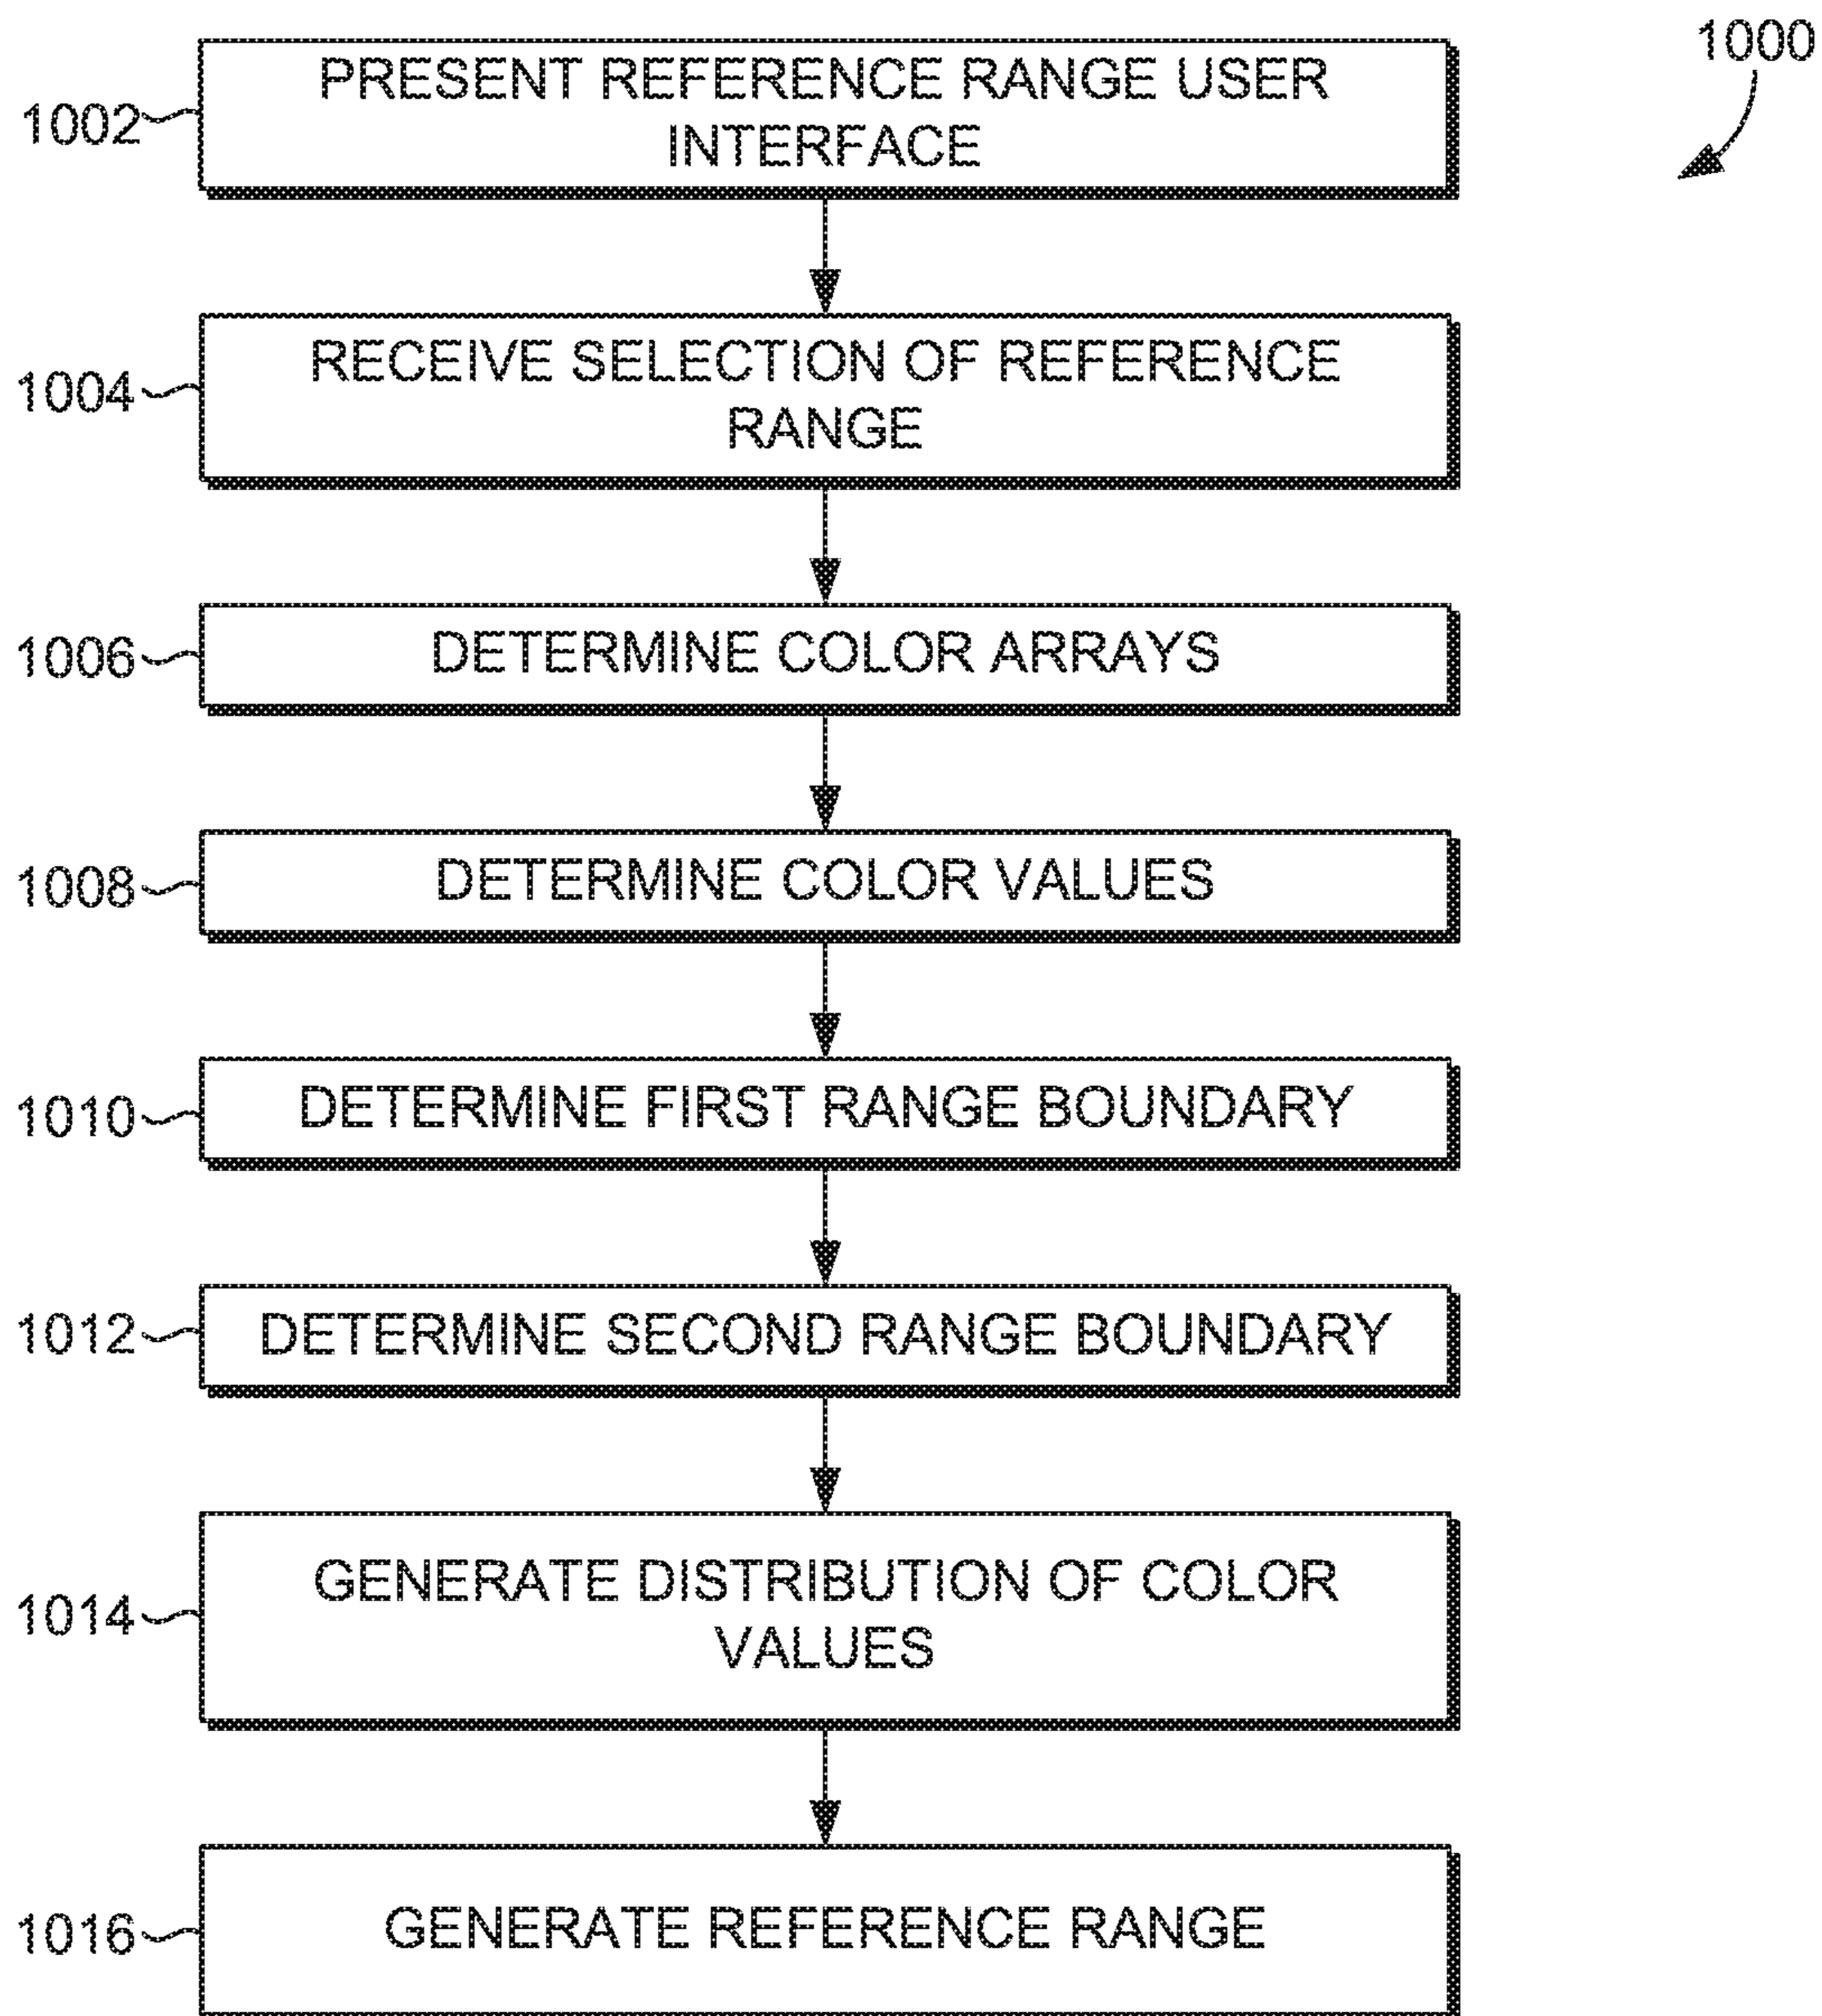 1000
1002
PRESENT REFERENCE RANGE USER
INTERFACE
1004
RECEIVE SELECTION OF REFERENCE
RANGE
1006
DETERMINE COLOR ARRAYS
1008
DETERMINE COLOR VALUES
1010
DETERMINE FIRST RANGE BOUNDARY
1012
DETERMINE SECOND RANGE BOUNDARY
1014
GENERATE DISTRIBUTION OF COLOR
VALUES
1016
GENERATE REFERENCE RANGE